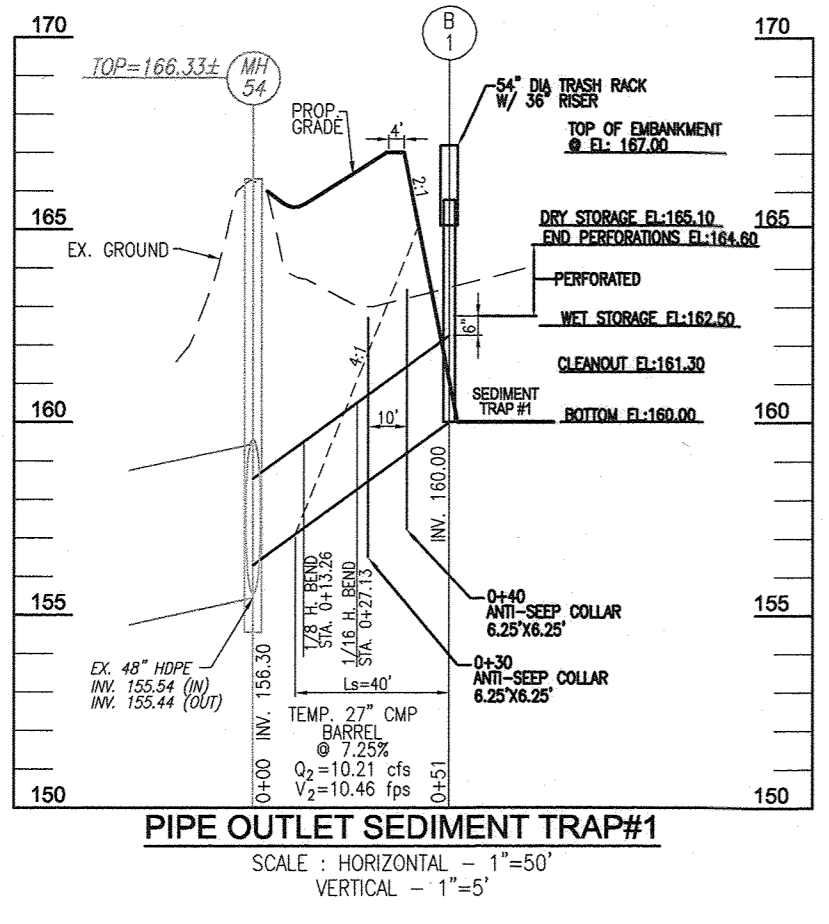 170
170
B
1
TOP=166.33±
MH
54
54" DIA TRASH RACK
W/ 36" RISER
PROP.
GRADE
4'
TOP OF EMBANKMENT
@ EL: 167.00
2:1
165
165
DRY STORAGE EL:165.10
END PERFORATIONS EL:164.60
EX. GROUND
PERFORATED
6"
WET STORAGE EL:162.50
4:1
CLEANOUT EL:161.30
SEDIMENT
TRAP #1
10'
160
160
BOTTOM EL:160.00
INV. 160.00
1/8 H. BEND
STA. 0+13.26
1/16 H. BEND
STA. 0+27.13
0+40
ANTI-SEEP COLLAR
6.25'X6.25'
155
155
0+30
ANTI-SEEP COLLAR
6.25'X6.25'
EX. 48" HDPE
INV. 155.54 (IN)
INV. 155.44 (OUT)
0+00 INV. 156.30
Ls=40'
TEMP. 27" CMP
BARREL
@ 7.25%
Q2=10.21 cfs
V2=10.46 fps
0+51
150
150
PIPE OUTLET SEDIMENT TRAP#1
SCALE : HORIZONTAL - 1"=50'
VERTICAL - 1"=5'